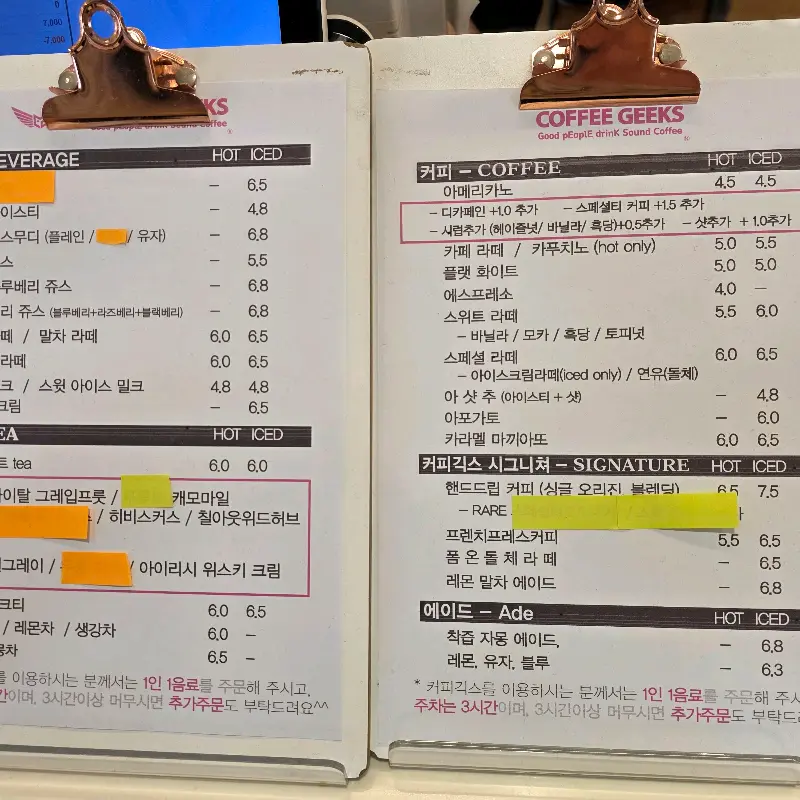 0
7,000
-7,000
KS
Good pEoplE drinK Sound Coffee
EVERAGE HOT ICED
– 6.5
이스티 – 4.8
스무디 (플레인 / / 유자) – 6.8
스 – 5.5
루베리 쥬스 – 6.8
리 쥬스 (블루베리+라즈베리+블랙베리) – 6.8
떼 / 말차 라떼 6.0 6.5
라떼 6.0 6.5
크 / 스윗 아이스 밀크 4.8 4.8
크림 – 6.5
EA HOT ICED
트 tea 6.0 6.0
이탈 그레이프룻 / 캐모마일
/ 히비스커스 / 칠아웃위드허브
그레이 / / 아이리시 위스키 크림
크티 6.0 6.5
/ 레몬차 / 생강차 6.0 –
차 6.5 –
를 이용하시는 분께서는 1인 1음료를 주문해 주시고,
간이며, 3시간이상 머무시면 추가주문도 부탁드려요^^
COFFEE GEEKS
Good pEoplE drinK Sound Coffee
커피 – COFFEE HOT ICED
아메리카노 4.5 4.5
– 디카페인 +1.0 추가 – 스페셜티 커피 +1.5 추가
– 시럽추가 (헤이즐넛/ 바닐라/ 흑당)+0.5추가 – 샷추가 + 1.0추가
카페 라떼 / 카푸치노 (hot only) 5.0 5.5
플랫 화이트 5.0 5.0
에스프레소 4.0 –
스위트 라떼 5.5 6.0
– 바닐라 / 모카 / 흑당 / 토피넛
스페셜 라떼 6.0 6.5
– 아이스크림라떼(iced only) / 연유(돌체)
아 샷 추 (아이스티 + 샷) – 4.8
아포가토 – 6.0
카라멜 마끼아또 6.0 6.5
커피긱스 시그니쳐 – SIGNATURE HOT ICED
핸드드립 커피 (싱글 오리진, 블렌딩) 6.5 7.5
– RARE
프렌치프레스커피 5.5 6.5
폼 온 돌 체 라 떼 – 6.5
레몬 말차 에이드 – 6.8
에이드 – Ade HOT ICED
착즙 자몽 에이드, – 6.8
레몬, 유자, 블루 – 6.3
* 커피긱스를 이용하시는 분께서는 1인 1음료를 주문해 주시
주차는 3시간이며, 3시간이상 머무시면 추가주문도 부탁드려